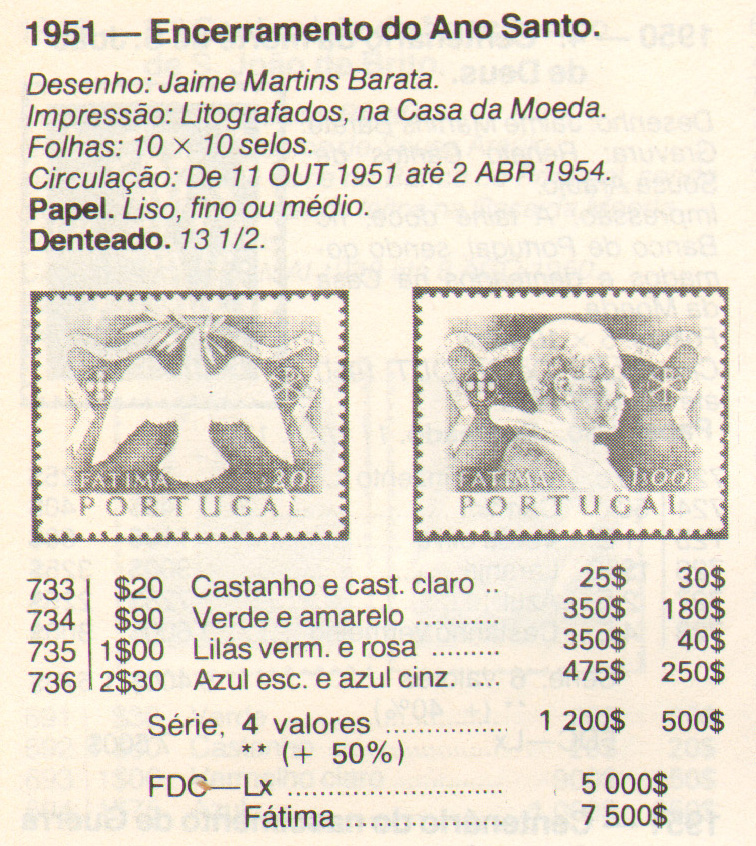 1951 — Encerramento do Ano Santo.
Desenho: Jaime Martins Barata.
Impressão: Litografados, na Casa da Moeda.
Folhas: 10 × 10 selos.
Circulação: De 11 OUT 1951 até 2 ABR 1954.
Papel. Liso, fino ou médio.
Denteado. 13 1/2.
FATIMA $20
PORTUGAL
FATIMA 1$00
PORTUGAL
733 $20 Castanho e cast. claro 25$ 30$
734 $90 Verde e amarelo ........ 350$ 180$
735 1$00 Lilás verm. e rosa ........ 350$ 40$
736 2$30 Azul esc. e azul cinz. .... 475$ 250$
Série, 4 valores ................ 1 200$ 500$
** (+ 50%)
FDC—Lx ........................ 5 000$
Fátima.................. 7 500$